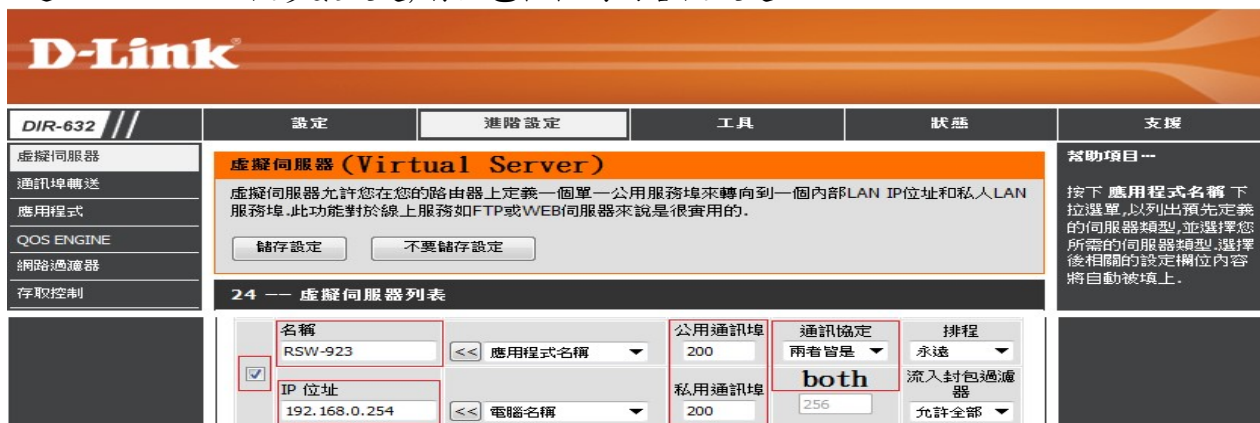 D-Link
DIR-632
設定
進階設定
工具
狀態
支援
虛擬伺服器
通訊埠轉送
應用程式
QOS ENGINE
網路過濾器
存取控制
虛擬伺服器(Virtual Server)
虛擬伺服器允許您在您的路由器上定義一個單一公用服務埠來轉向到一個內部LAN IP位址和私人LAN
服務埠.此功能對於線上服務如FTP或WEB伺服器來說是很實用的.
儲存設定
不要儲存設定
幫助項目…
按下 應用程式名稱 下
拉選單,以列出預先定義
的伺服器類型,並選擇您
所需的伺服器類型.選擇
後相關的設定欄位內容
將自動被填上.
24 -- 虛擬伺服器列表
名稱
RSW-923
<< 應用程式名稱
公用通訊埠
200
通訊協定
兩者皆是
排程
永遠
IP 位址
192.168.0.254
<< 電腦名稱
私用通訊埠
200
both
256
流入封包過濾
器
允許全部